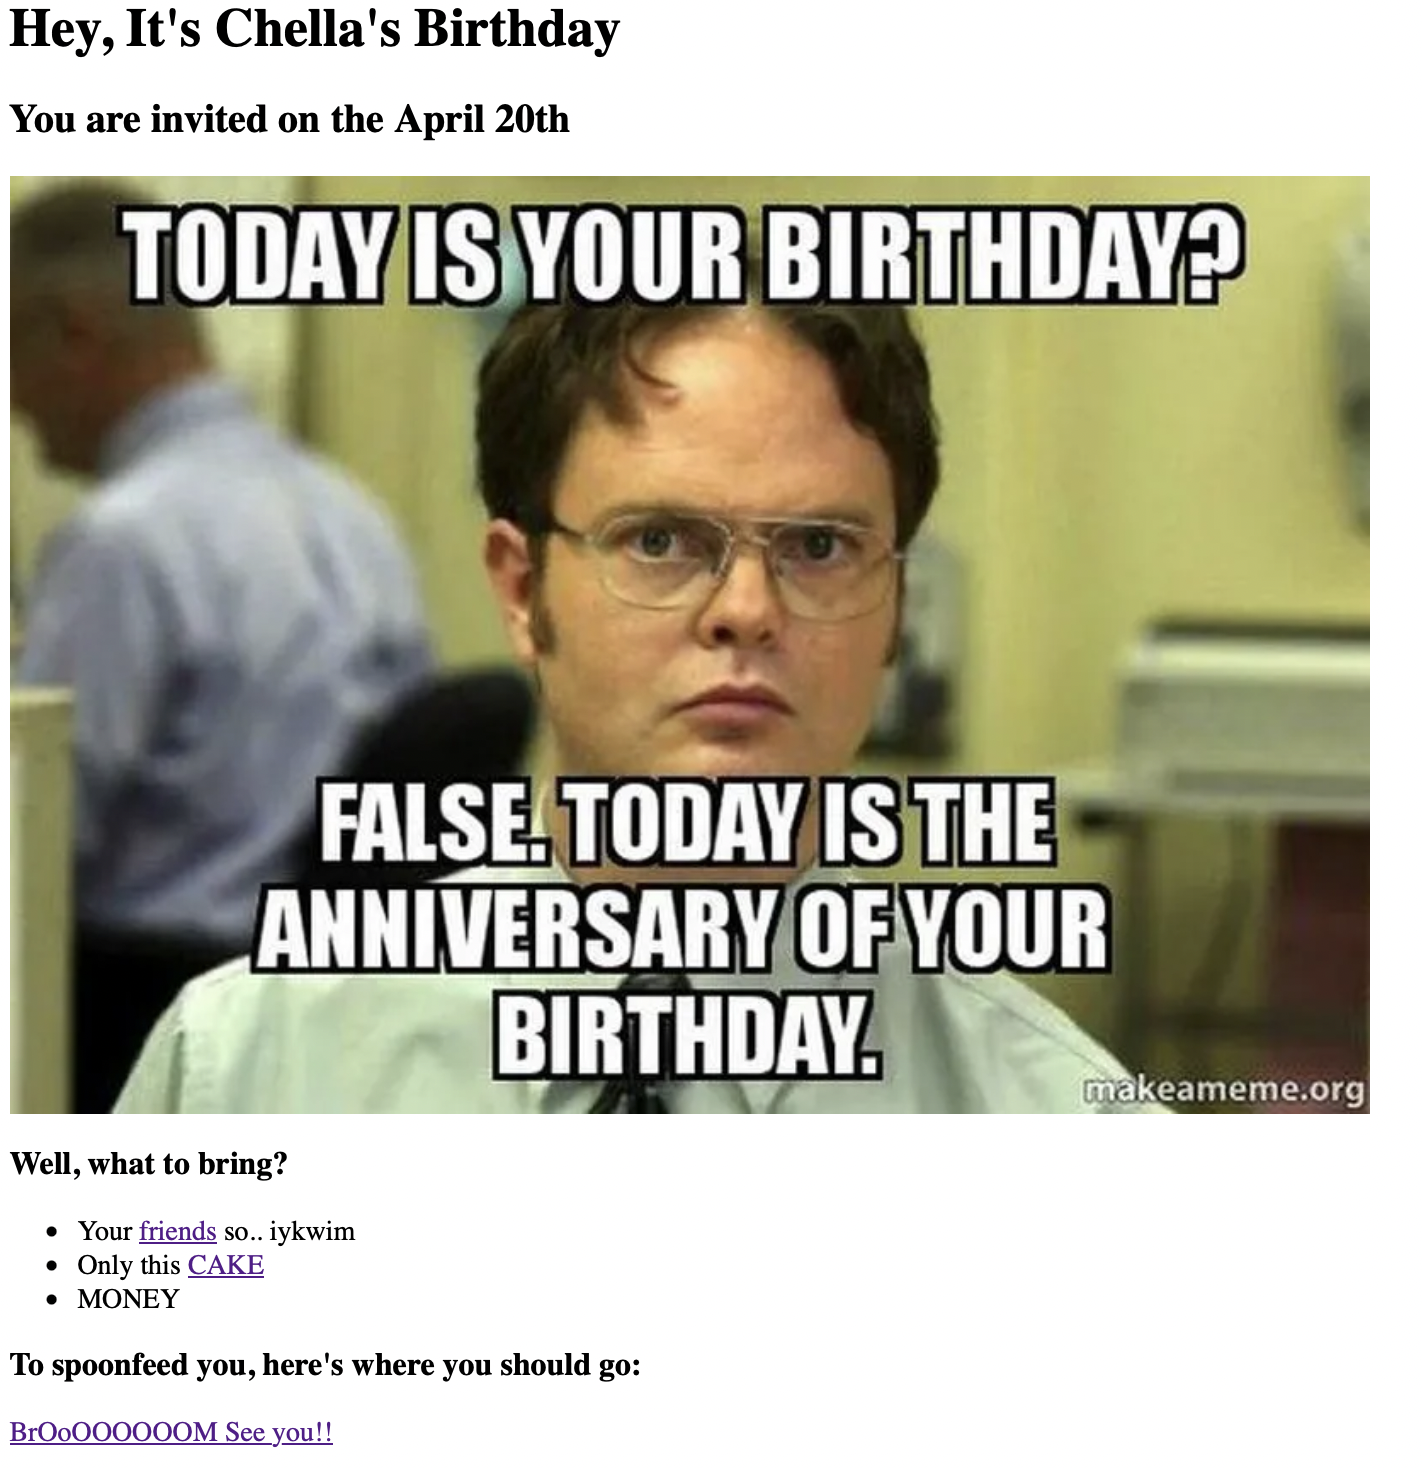 Hey, It's Chella's Birthday
You are invited on the April 20th
TODAY IS YOUR BIRTHDAY?
FALSE. TODAY IS THE
ANNIVERSARY OF YOUR
BIRTHDAY.
makeameme.org
Well, what to bring?
• Your friends so.. iykwim
• Only this CAKE
• MONEY
To spoonfeed you, here's where you should go:
BrOoOOOOOOM See you!!